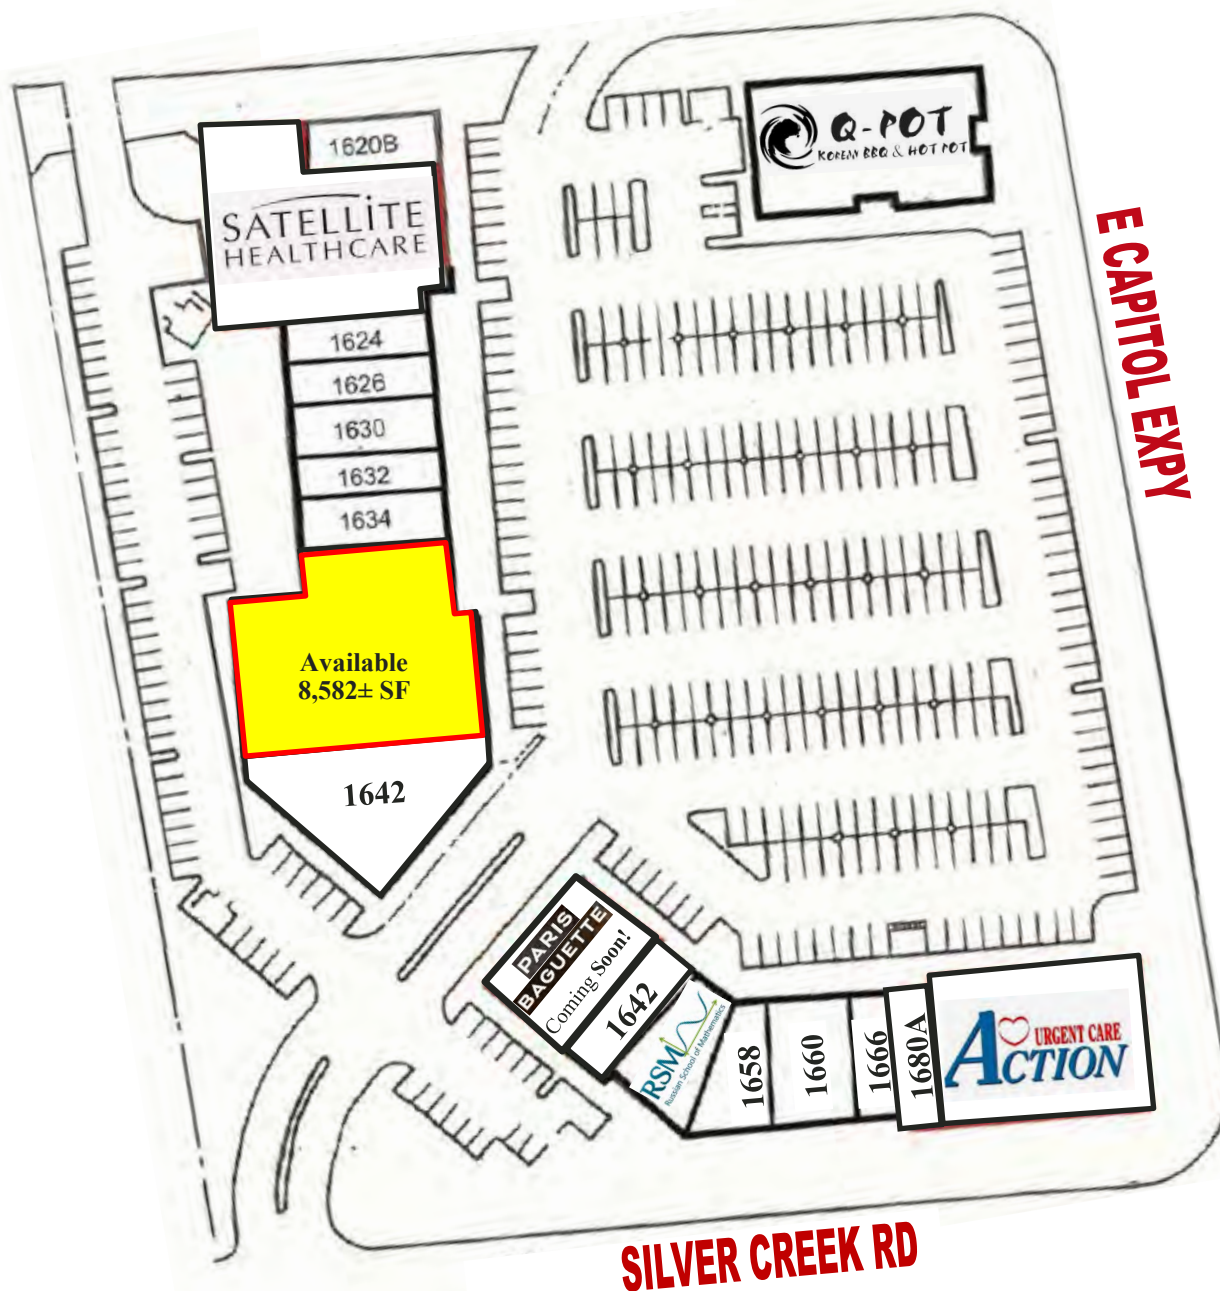 Q-POT
KOREAN BBQ & HOT POT
1620B
SATELLiTE
HEALTHCARE
E CAPITOL EXPY
1624
1626
1630
1632
1634
Available
8,582± SF
1642
PARIS
BAGUETTE
Coming Soon!
1642
RSM
Russian School of Mathematics
1658
1660
1666
1680A
ACTION
URGENT CARE
SILVER CREEK RD